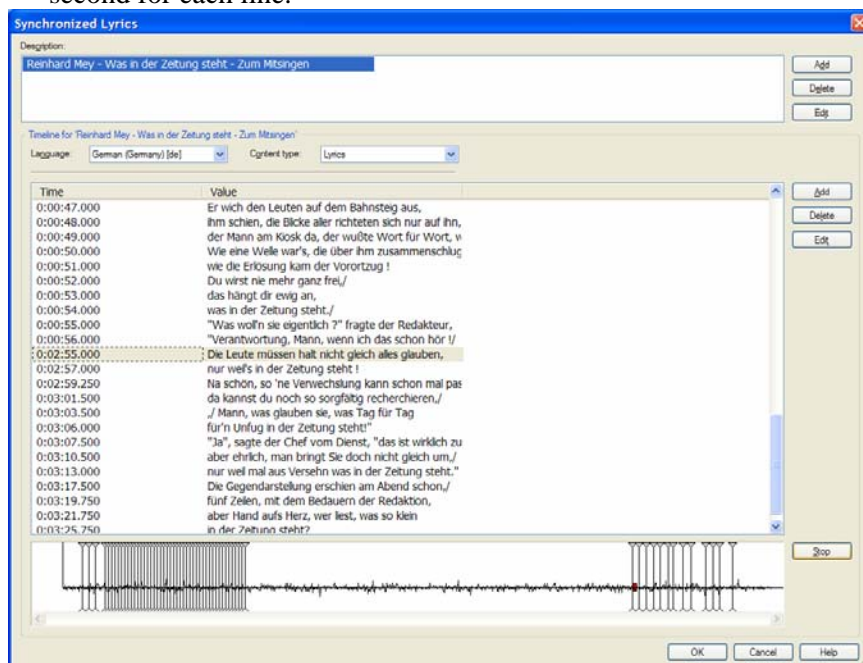 second for each line.
Synchronized Lyrics
Description:
Reinhard Mey - Was in der Zeitung steht - Zum Mitsingen
Add
Delete
Edit
Timeline for 'Reinhard Mey - Was in der Zeitung steht - Zum Mitsingen'
Language: German (Germany) [de] Content type: Lyrics
Time Value
Add
Delete
Edit
0:00:47.000 Er wich den Leuten auf dem Bahnsteig aus,
0:00:48.000 ihm schien, die Blicke aller richteten sich nur auf ihn,
0:00:49.000 der Mann am Kiosk da, der wußte Wort für Wort, w
0:00:50.000 Wie eine Welle war's, die über ihm zusammenschlug
0:00:51.000 wie die Erlösung kam der Vorortzug !
0:00:52.000 Du wirst nie mehr ganz frei,/
0:00:53.000 das hängt dir ewig an,
0:00:54.000 was in der Zeitung steht./
0:00:55.000 "Was woll'n sie eigentlich ?" fragte der Redakteur,
0:00:56.000 "Verantwortung, Mann, wenn ich das schon hör !/
0:02:55.000 Die Leute müssen halt nicht gleich alles glauben,
0:02:57.000 nur weil's in der Zeitung steht !
0:02:59.250 Na schön, so 'ne Verwechslung kann schon mal pas
0:03:01.500 da kannst du noch so sorgfältig recherchieren,/
0:03:03.500 ,/ Mann, was glauben sie, was Tag für Tag
0:03:06.000 für'n Unfug in der Zeitung steht!"
0:03:07.500 "Ja", sagte der Chef vom Dienst, "das ist wirklich zu
0:03:10.500 aber ehrlich, man bringt Sie doch nicht gleich um,/
0:03:13.000 nur weil mal aus Versehn was in der Zeitung steht."
0:03:17.500 Die Gegendarstellung erschien am Abend schon,/
0:03:19.750 fünf Zeilen, mit dem Bedauern der Redaktion,
0:03:21.750 aber Hand aufs Herz, wer liest, was so klein
0:03:25.750 in der Zeitung steht?
Stop
OK Cancel Help